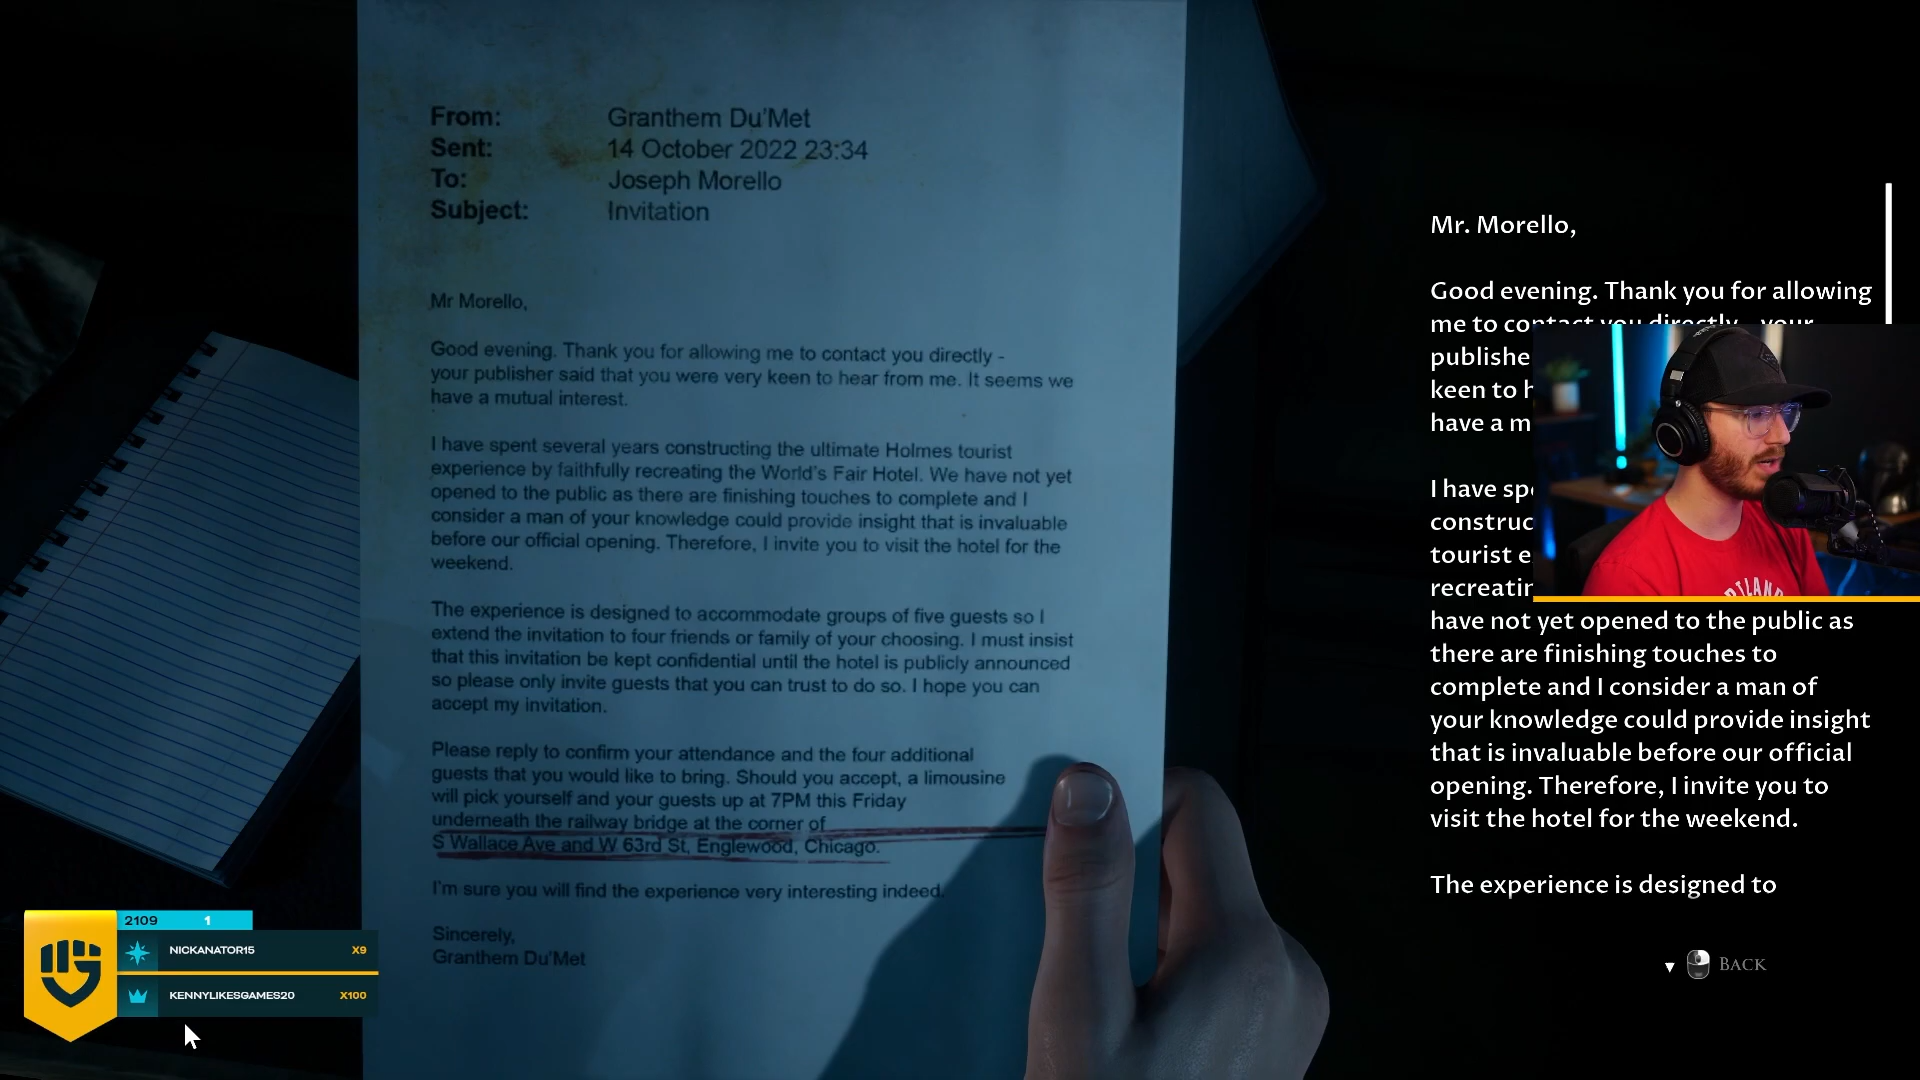 From: Granthem Du'Met
Sent: 14 October 2022 23:34
To: Joseph Morello
Subject: Invitation
Mr Morello,
Good evening. Thank you for allowing me to contact you directly -
your publisher said that you were very keen to hear from me. It seems we
have a mutual interest.
I have spent several years constructing the ultimate Holmes tourist
experience by faithfully recreating the World's Fair Hotel. We have not yet
opened to the public as there are finishing touches to complete and I
consider a man of your knowledge could provide insight that is invaluable
before our official opening. Therefore, I invite you to visit the hotel for the
weekend.
The experience is designed to accommodate groups of five guests so I
extend the invitation to four friends or family of your choosing. I must insist
that this invitation be kept confidential until the hotel is publicly announced
so please only invite guests that you can trust to do so. I hope you can
accept my invitation.
Please reply to confirm your attendance and the four additional
guests that you would like to bring. Should you accept, a limousine
will pick yourself and your guests up at 7PM this Friday
underneath the railway bridge at the corner of
S Wallace Ave and W 63rd St, Englewood, Chicago.
I'm sure you will find the experience very interesting indeed.
Sincerely,
Granthem Du'Met
Mr. Morello,
Good evening. Thank you for allowing
me to contact you directly - your
publishe
keen to h
have a m
I have spe
construc
tourist e
recreatin
have not yet opened to the public as
there are finishing touches to
complete and I consider a man of
your knowledge could provide insight
that is invaluable before our official
opening. Therefore, I invite you to
visit the hotel for the weekend.
The experience is designed to
BACK
2109 1
NICKANATOR15 X9
KENNYLIKESGAMES20 X100